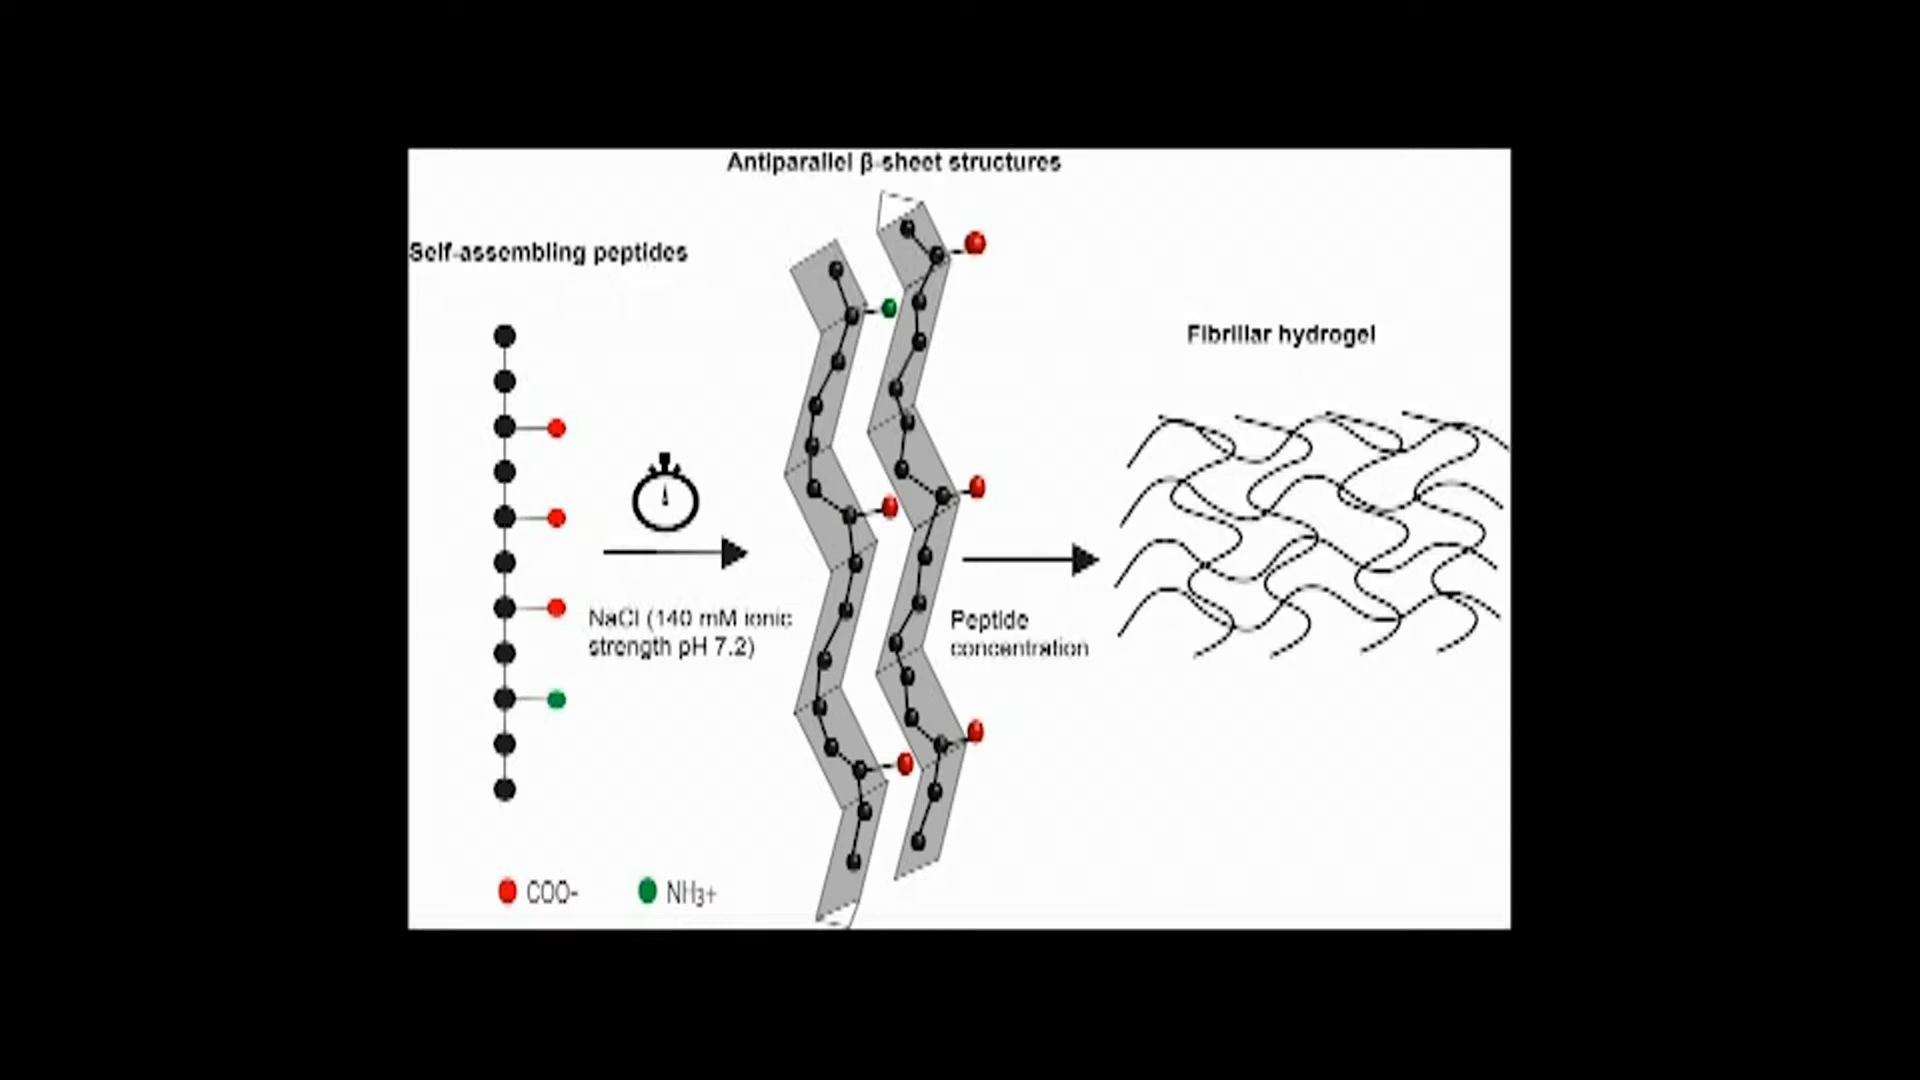 Antiparallel β-sheet structures
Self-assembling peptides
Fibrillar hydrogel
NaCl (140 mM ionic
strength pH 7.2)
Peptide
concentration
COO-
NH3+